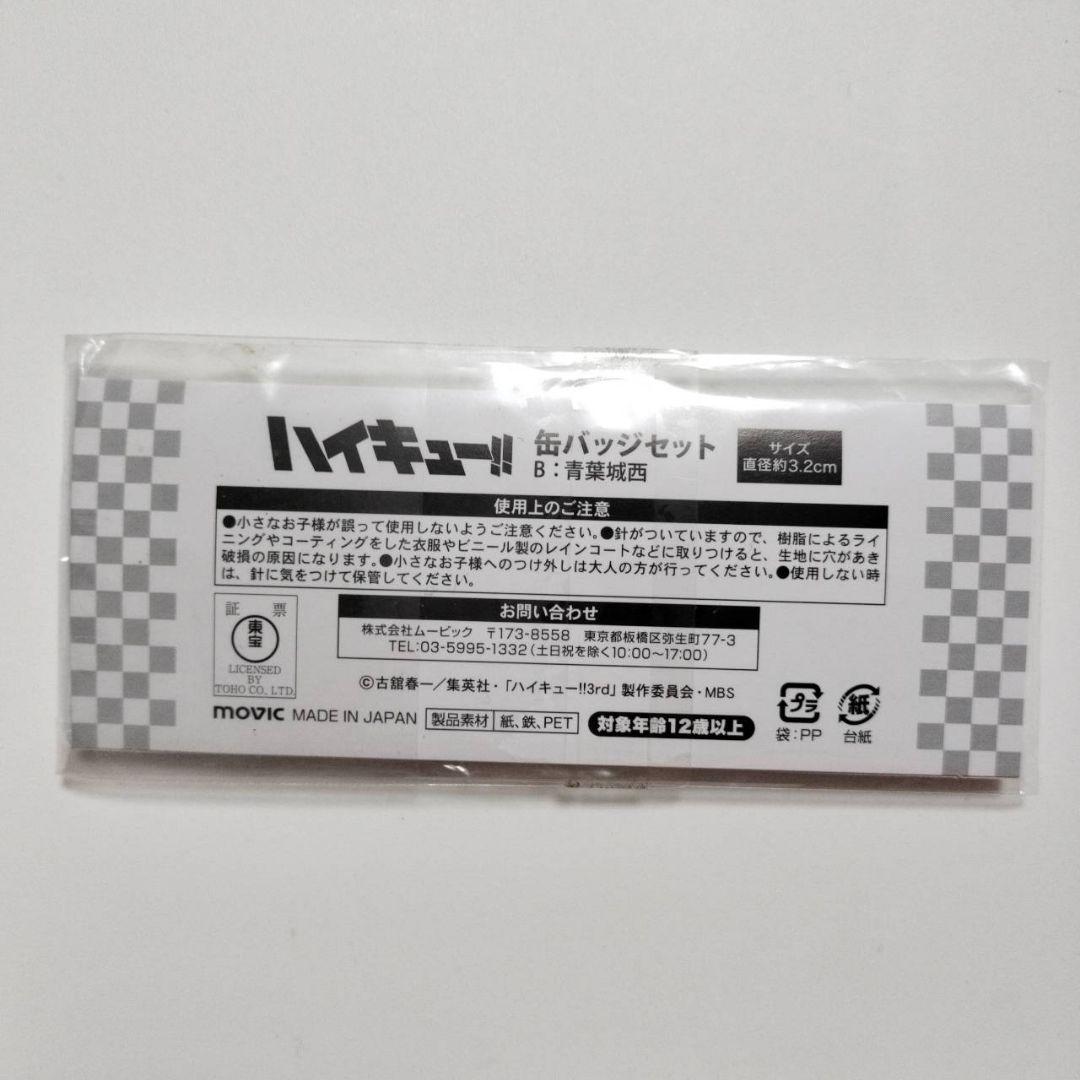 ハイキュー!! 缶バッジセット
B：青葉城西
サイズ
直径約3.2cm
使用上のご注意
●小さなお子様が誤って使用しないようご注意ください。●針がついていますので、樹脂によるライ
ニングやコーティングをした衣服やビニール製のレインコートなどに取りつけると、生地に穴があき
破損の原因になります。●小さなお子様へのつけ外しは大人の方が行ってください。●使用しない時
は、針に気をつけて保管してください。
証 票
東宝
LICENSED
BY
TOHO CO., LTD.
お問い合わせ
株式会社ムービック 〒173-8558 東京都板橋区弥生町77-3
TEL:03-5995-1332（土日祝を除く10:00〜17:00）
©古舘春一／集英社・「ハイキュー!!3rd」製作委員会・MBS
movic MADE IN JAPAN 製品素材 紙、鉄、PET 対象年齢12歳以上
プラ
袋：PP
紙
台紙